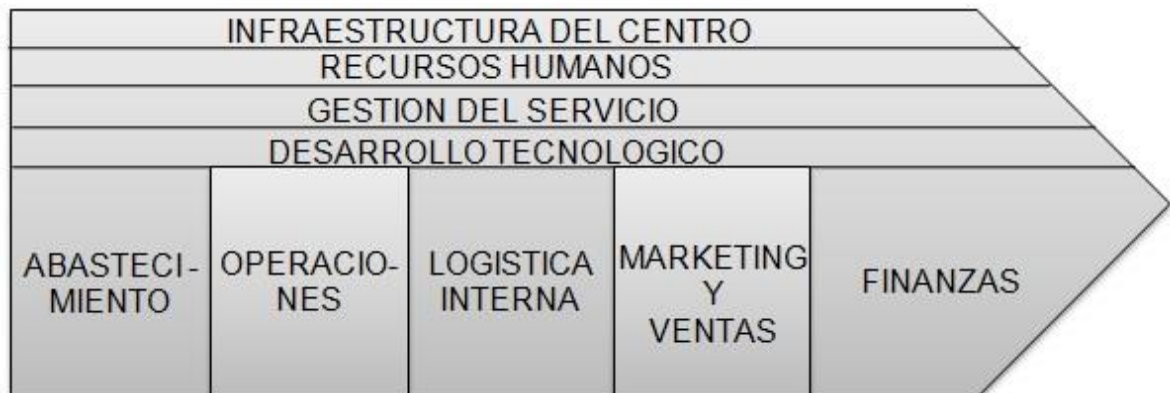 INFRAESTRUCTURA DEL CENTRO
RECURSOS HUMANOS
GESTION DEL SERVICIO
DESARROLLO TECNOLOGICO
ABASTECI-
MIENTO
OPERACIO-
NES
LOGISTICA
INTERNA
MARKETING
Y
VENTAS
FINANZAS